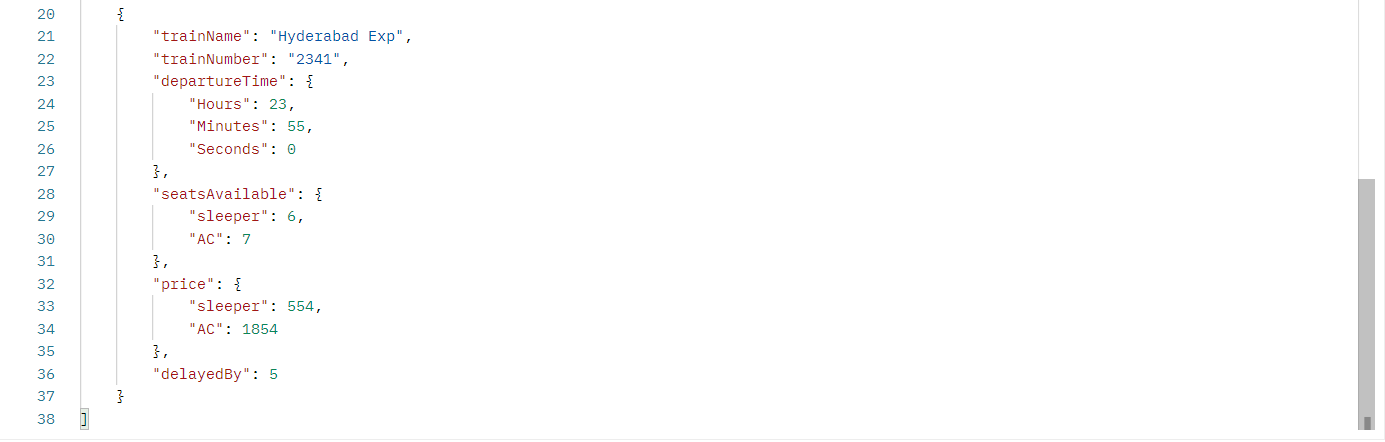 20 {
21 "trainName": "Hyderabad Exp",
22 "trainNumber": "2341",
23 "departureTime": {
24 "Hours": 23,
25 "Minutes": 55,
26 "Seconds": 0
27 },
28 "seatsAvailable": {
29 "sleeper": 6,
30 "AC": 7
31 },
32 "price": {
33 "sleeper": 554,
34 "AC": 1854
35 },
36 "delayedBy": 5
37 }
38 ]